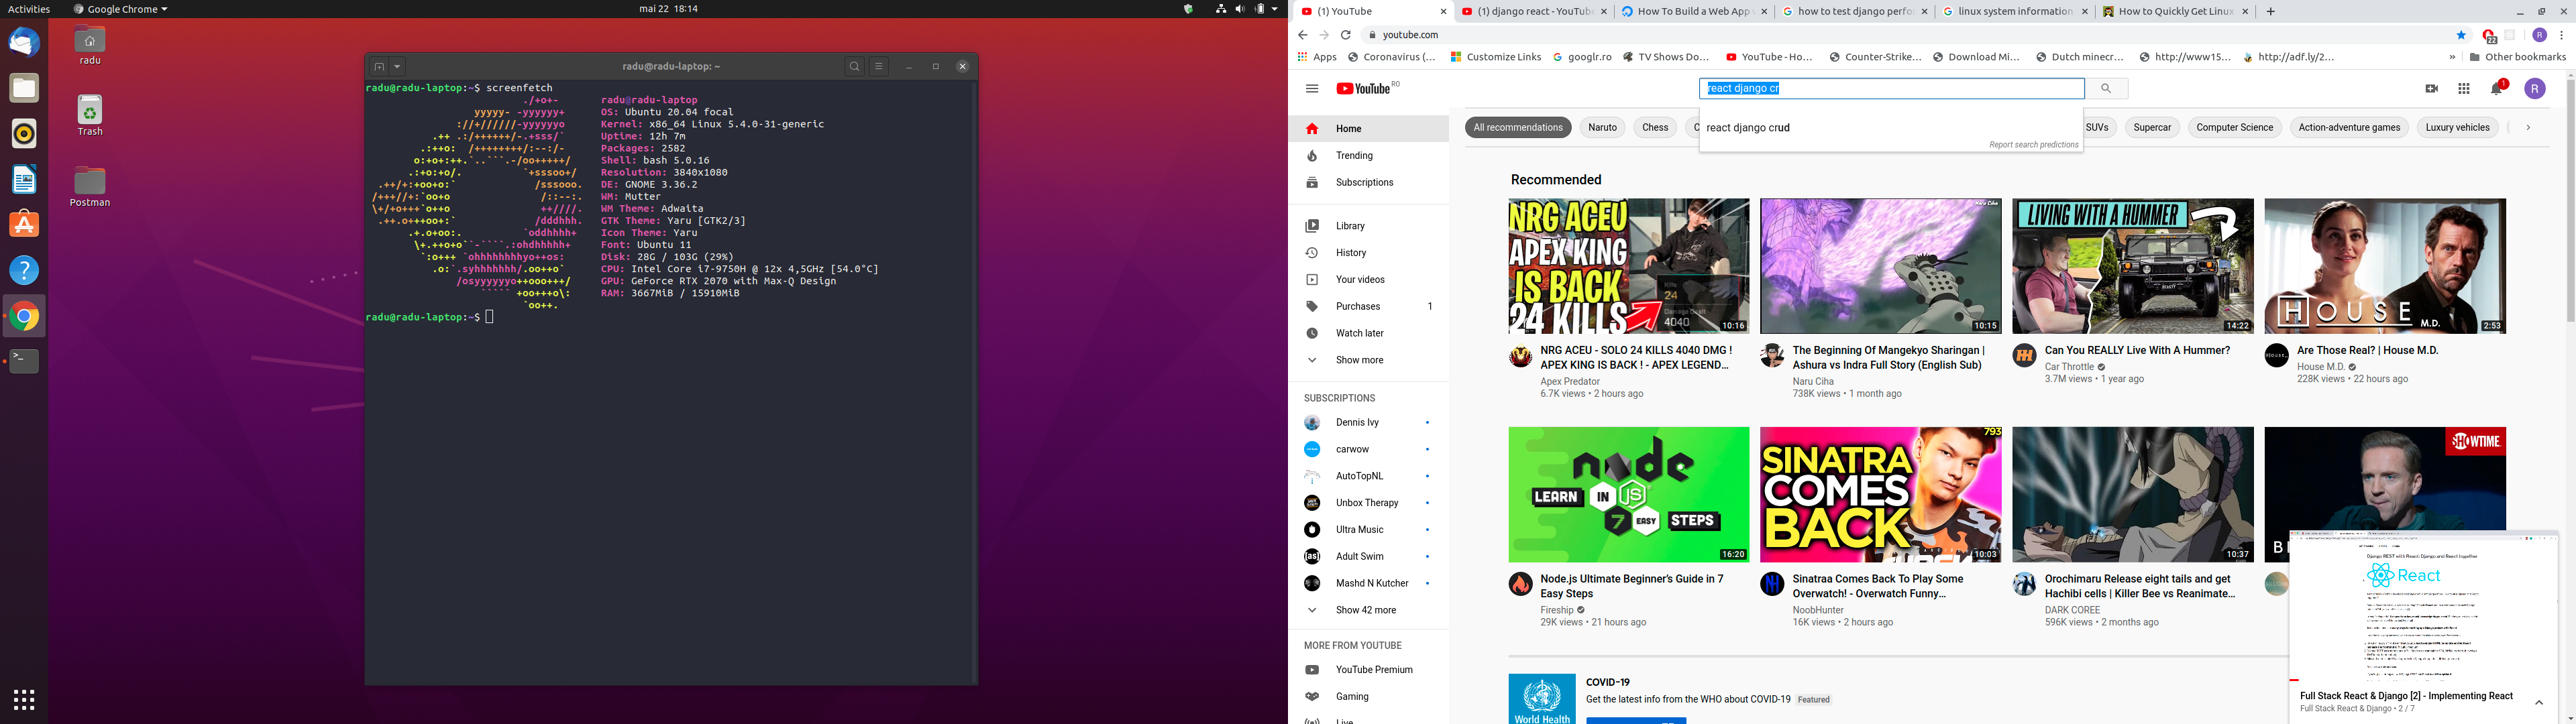 Activities
Google Chrome
mai 22 18:14
radu
Trash
Postman
radu@radu-laptop: ~
radu@radu-laptop:~$ screenfetch
radu@radu-laptop
OS: Ubuntu 20.04 focal
Kernel: x86_64 Linux 5.4.0-31-generic
Uptime: 12h 7m
Packages: 2582
Shell: bash 5.0.16
Resolution: 3840x1080
DE: GNOME 3.36.2
WM: Mutter
WM Theme: Adwaita
GTK Theme: Yaru [GTK2/3]
Icon Theme: Yaru
Font: Ubuntu 11
Disk: 28G / 103G (29%)
CPU: Intel Core i7-9750H @ 12x 4,5GHz [54.0°C]
GPU: GeForce RTX 2070 with Max-Q Design
RAM: 3667MiB / 15910MiB
radu@radu-laptop:~$
(1) YouTube
(1) django react - YouTube
How To Build a Web App
how to test django perfo
linux system information
How to Quickly Get Linux
youtube.com
22
R
Apps
Coronavirus (…
Customize Links
googlr.ro
TV Shows Do…
YouTube - Ho…
Counter-Strike…
Download Mi…
Dutch minecr…
http://www15…
http://adf.ly/2…
»
Other bookmarks
YouTube RO
react django cr
1
R
react django crud
Report search predictions
Home
Trending
Subscriptions
Library
History
Your videos
Purchases 1
Watch later
Show more
SUBSCRIPTIONS
Dennis Ivy
carwow
AutoTopNL
Unbox Therapy
Ultra Music
Adult Swim
Mashd N Kutcher
Show 42 more
MORE FROM YOUTUBE
YouTube Premium
Gaming
Live
All recommendations
Naruto
Chess
C
SUVs
Supercar
Computer Science
Action-adventure games
Luxury vehicles
Recommended
NRG ACEU
APEX KING
IS BACK
24 KILLS
24
4040
10:16
NRG ACEU - SOLO 24 KILLS 4040 DMG !
APEX KING IS BACK ! - APEX LEGEND…
Apex Predator
6.7K views • 2 hours ago
Naru Ciha
10:15
The Beginning Of Mangekyo Sharingan |
Ashura vs Indra Full Story (English Sub)
Naru Ciha
738K views • 1 month ago
LIVING WITH A HUMMER
14:22
Can You REALLY Live With A Hummer?
Car Throttle
3.7M views • 1 year ago
HOUSE M.D.
2:53
Are Those Real? | House M.D.
House M.D.
228K views • 22 hours ago
node
LEARN IN JS
7 EASY STEPS
16:20
Node.js Ultimate Beginner's Guide in 7
Easy Steps
Fireship
29K views • 21 hours ago
793
SINATRA
COMES
BACK
10:03
Sinatraa Comes Back To Play Some
Overwatch! - Overwatch Funny…
NoobHunter
16K views • 2 hours ago
10:37
Orochimaru Release eight tails and get
Hachibi cells | Killer Bee vs Reanimate…
DARK COREE
596K views • 2 months ago
SHOWTIME
Django REST with React: Django and React together
React
Full Stack React & Django [2] - Implementing React
Full Stack React & Django • 2 / 7
World Health
COVID-19
Get the latest info from the WHO about COVID-19
Featured